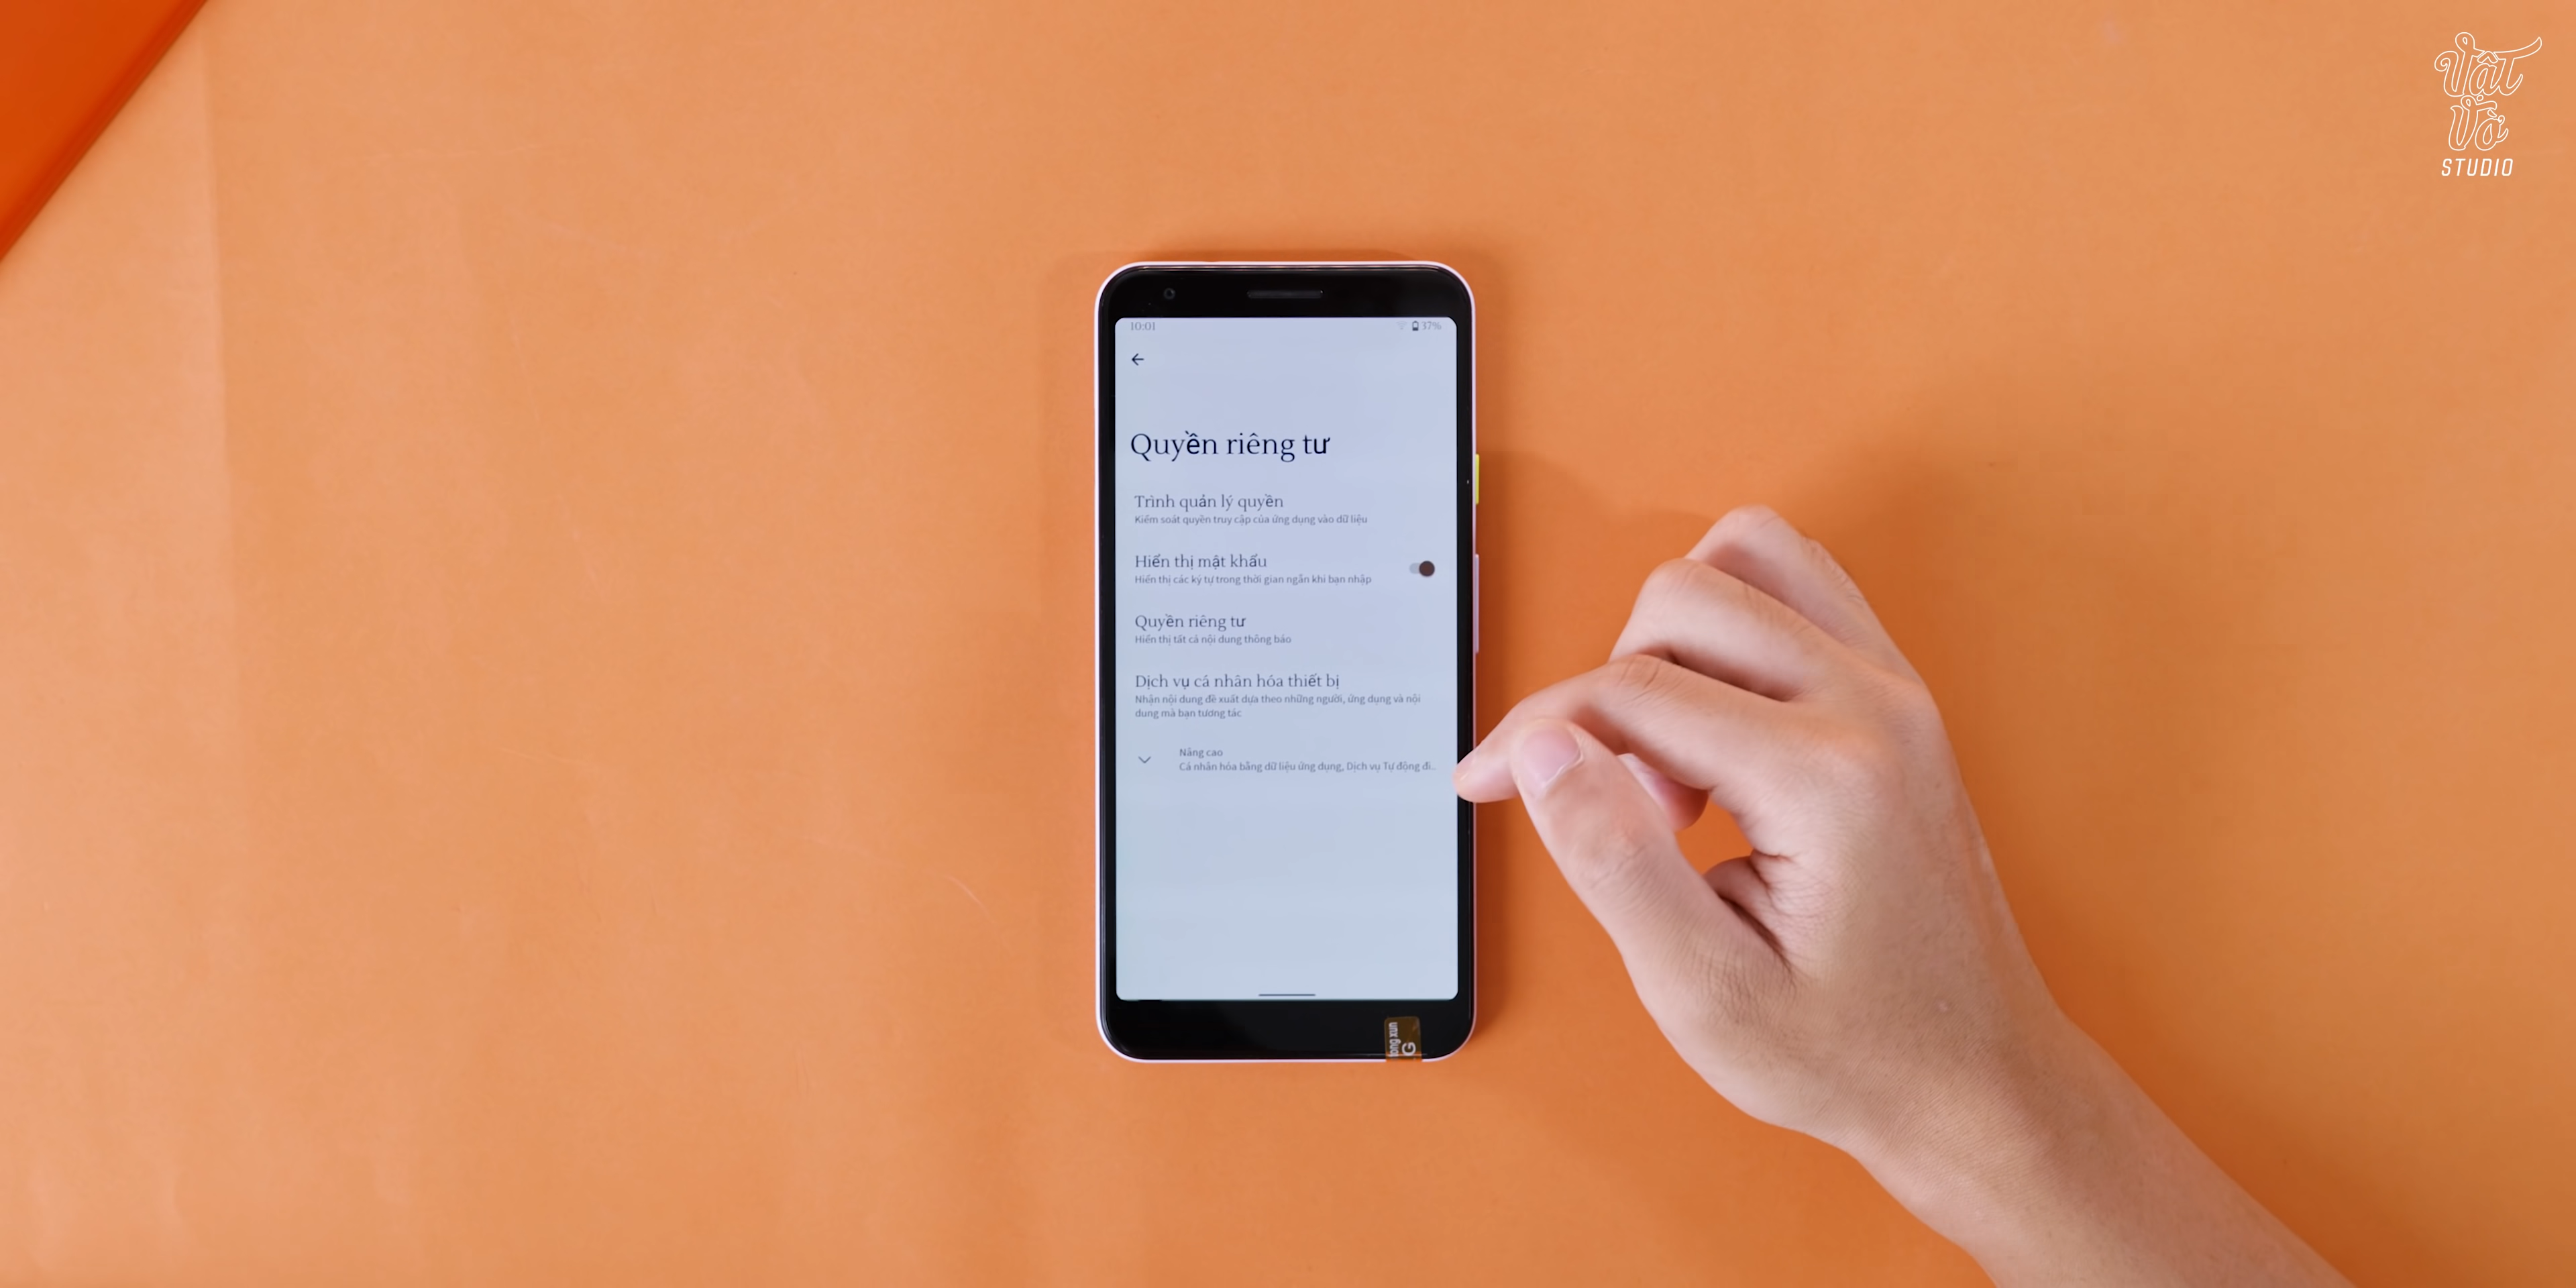 Vật
Vờ
STUDIO
10:01
37%
Quyền riêng tư
Trình quản lý quyền
Kiểm soát quyền truy cập của ứng dụng vào dữ liệu
Hiển thị mật khẩu
Hiển thị các ký tự trong thời gian ngắn khi bạn nhập
Quyền riêng tư
Hiển thị tất cả nội dung thông báo
Dịch vụ cá nhân hóa thiết bị
Nhận nội dung đề xuất dựa theo những người, ứng dụng và nội
dung mà bạn tương tác
Nâng cao
Cá nhân hóa bằng dữ liệu ứng dụng, Dịch vụ Tự động đi...
ong xun
G